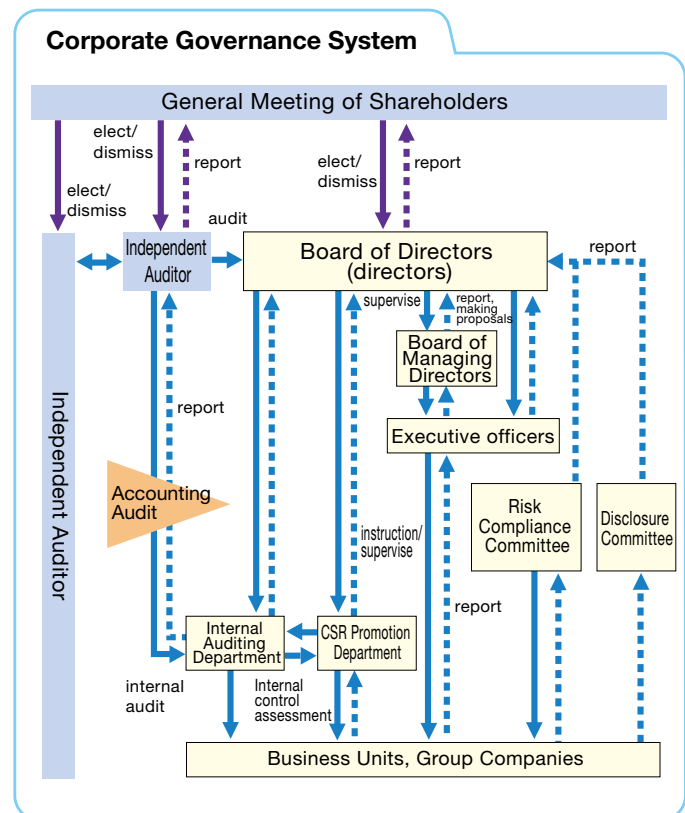 Corporate Governance System
General Meeting of Shareholders
elect/
dismiss
report
elect/
dismiss
report
elect/
dismiss
audit
Independent
Auditor
Board of Directors
(directors)
report
supervise
report,
making
proposals
Board of
Managing
Directors
Independent Auditor
report
Executive officers
Accounting
Audit
Risk
Compliance
Committee
Disclosure
Committee
instruction/
supervise
report
Internal
Auditing
Department
CSR Promotion
Department
internal
audit
Internal
control
assessment
Business Units, Group Companies